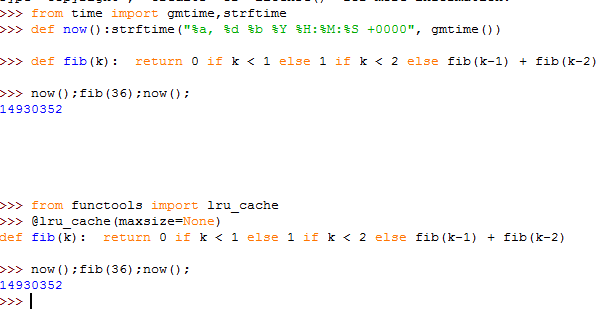 >>> from time import gmtime,strftime
>>> def now():strftime("%a, %d %b %Y %H:%M:%S +0000", gmtime())
>>> def fib(k):  return 0 if k < 1 else 1 if k < 2 else fib(k-1) + fib(k-2)
>>> now();fib(36);now();
14930352
>>> from functools import lru_cache
>>> @lru_cache(maxsize=None)
def fib(k):  return 0 if k < 1 else 1 if k < 2 else fib(k-1) + fib(k-2)
>>> now();fib(36);now();
14930352
>>>